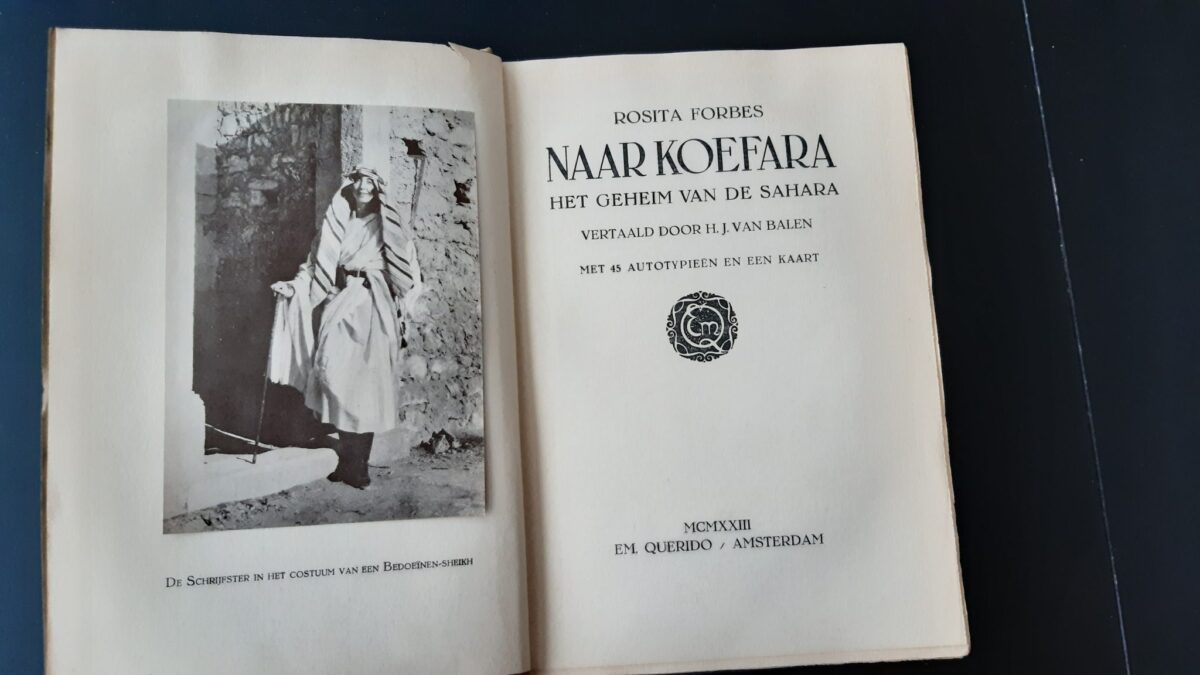 DE SCHRIJFSTER IN HET COSTUUM VAN EEN BEDOEÏNEN-SHEIKH
ROSITA FORBES
NAAR KOEFARA
HET GEHEIM VAN DE SAHARA
VERTAALD DOOR H. J. VAN BALEN
MET 45 AUTOTYPIEËN EN EEN KAART
EmQ
MCMXXIII
EM. QUERIDO / AMSTERDAM